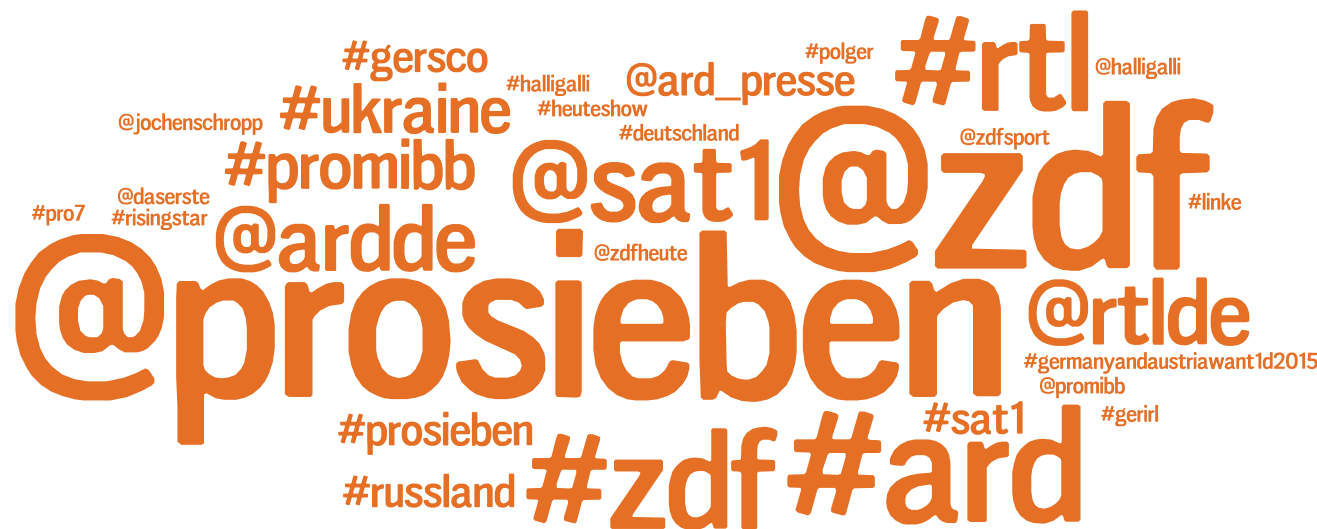 #gersco
#polger
#rtl
@halligalli
#halligalli
@ard_presse
#ukraine
#heuteshow
@jochenschropp
#deutschland
@zdfsport
@zdf
#promibb
@sat1
@daserste
#linke
#pro7
#risingstar
@ardde
@zdfheute
@prosieben
@rtlde
#germanyandaustriawant1d2015
@promibb
#prosieben
#sat1
#gerirl
#russland
#zdf
#ard